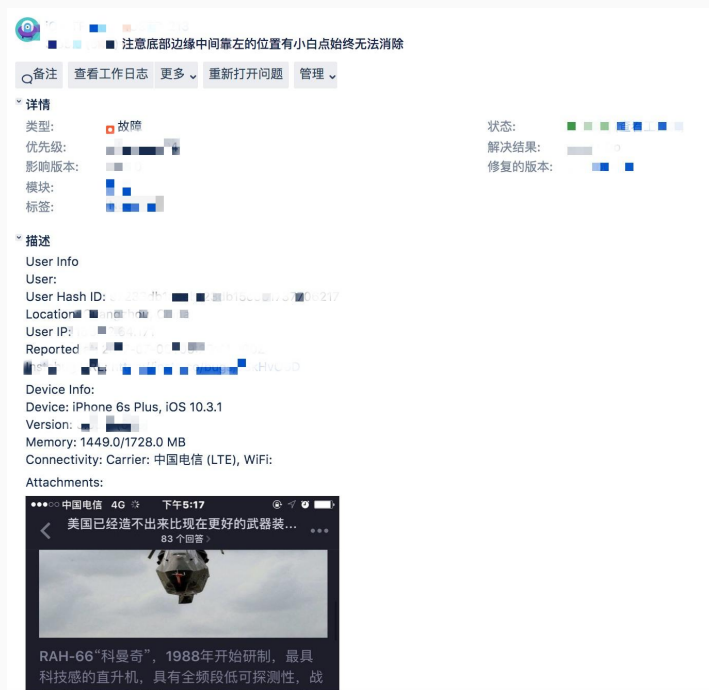 注意底部边缘中间靠左的位置有小白点始终无法消除
备注 查看工作日志 更多 重新打开问题 管理
详情
类型: 故障 状态:
优先级: 解决结果:
影响版本: 修复的版本:
模块:
标签:
描述
User Info
User:
User Hash ID:
Location
User IP:
Reported
Device Info:
Device: iPhone 6s Plus, iOS 10.3.1
Version:
Memory: 1449.0/1728.0 MB
Connectivity: Carrier: 中国电信 (LTE), WiFi:
Attachments:
中国电信 4G 下午5:17
美国已经造不出来比现在更好的武器装...
83 个回答
RAH-66“科曼奇”，1988年开始研制，最具
科技感的直升机，具有全频段低可探测性，战